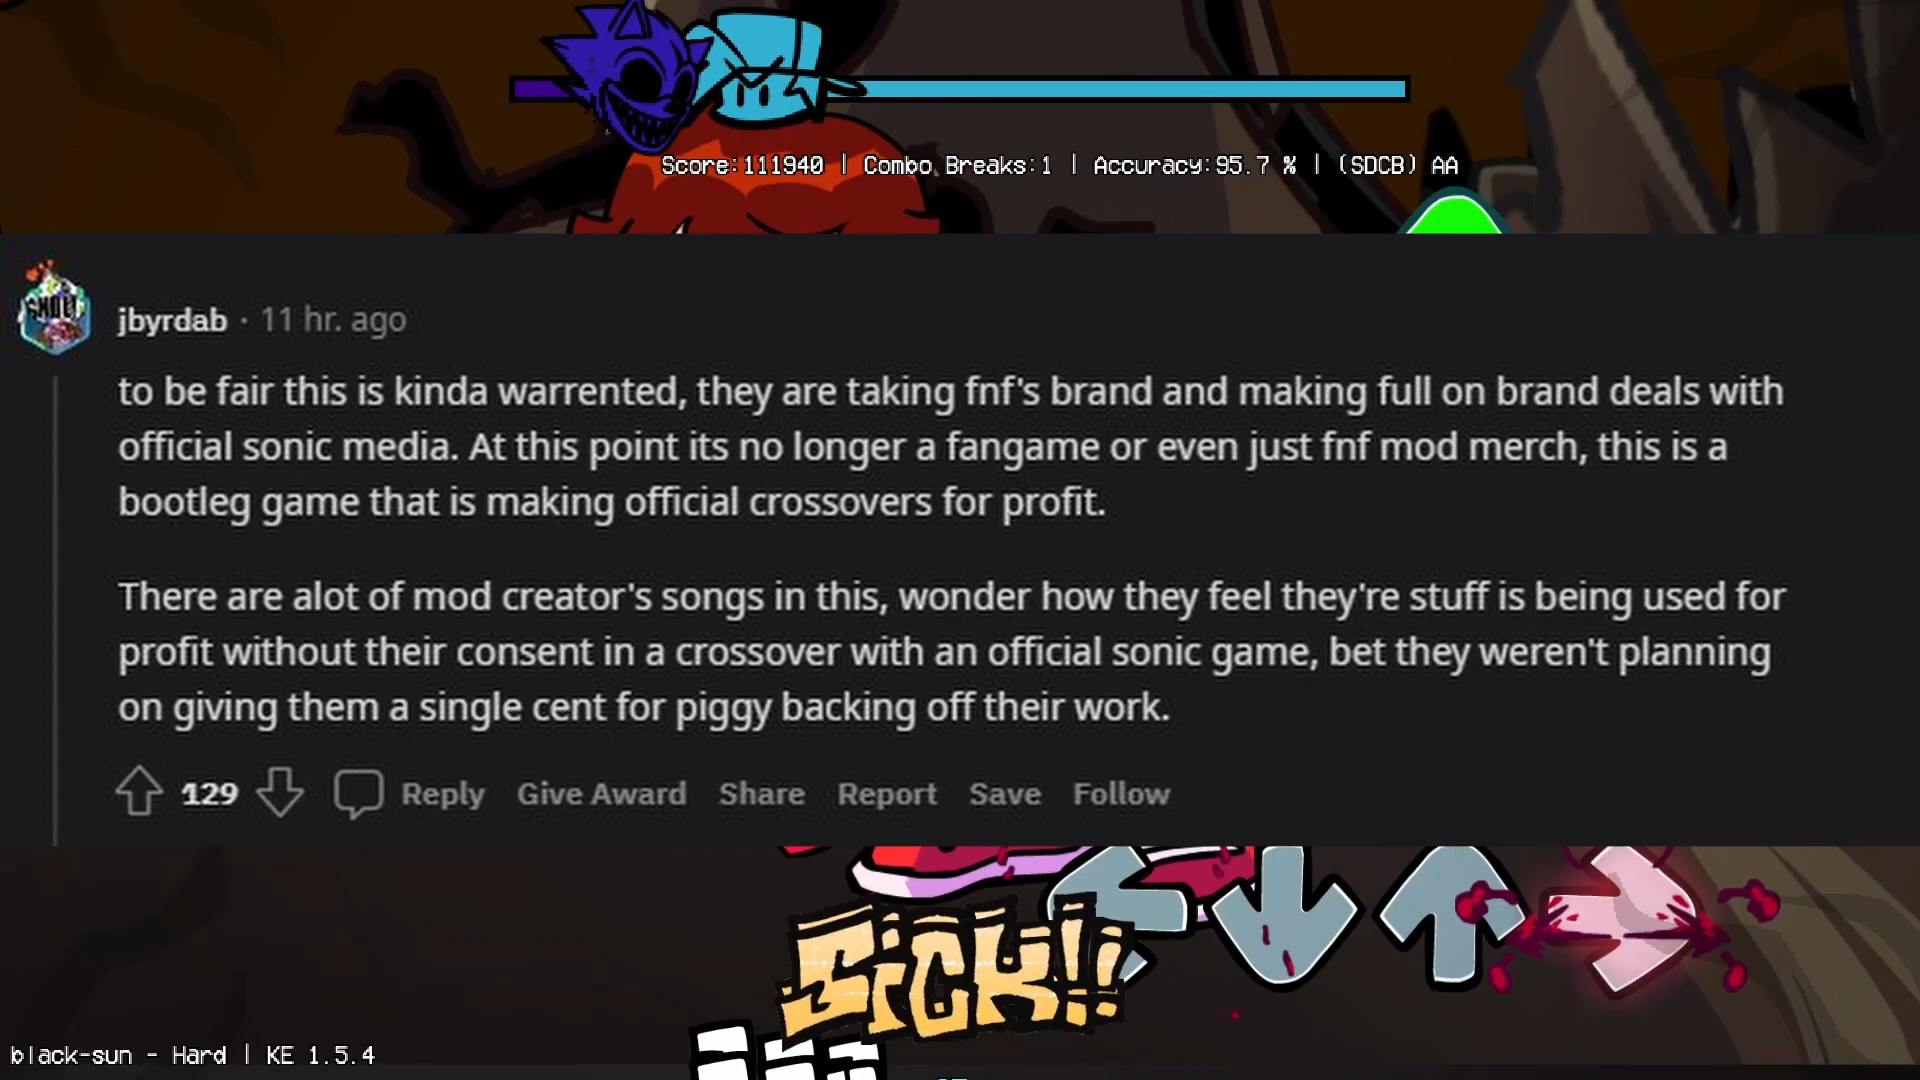 Score:111940 | Combo Breaks:1 | Accuracy:95.7 % | (SDCB) AA
jbyrdab · 11 hr. ago
to be fair this is kinda warrented, they are taking fnf's brand and making full on brand deals with
official sonic media. At this point its no longer a fangame or even just fnf mod merch, this is a
bootleg game that is making official crossovers for profit.
There are alot of mod creator's songs in this, wonder how they feel they're stuff is being used for
profit without their consent in a crossover with an official sonic game, bet they weren't planning
on giving them a single cent for piggy backing off their work.
129 Reply Give Award Share Report Save Follow
SiCK!!
black-sun - Hard | KE 1.5.4